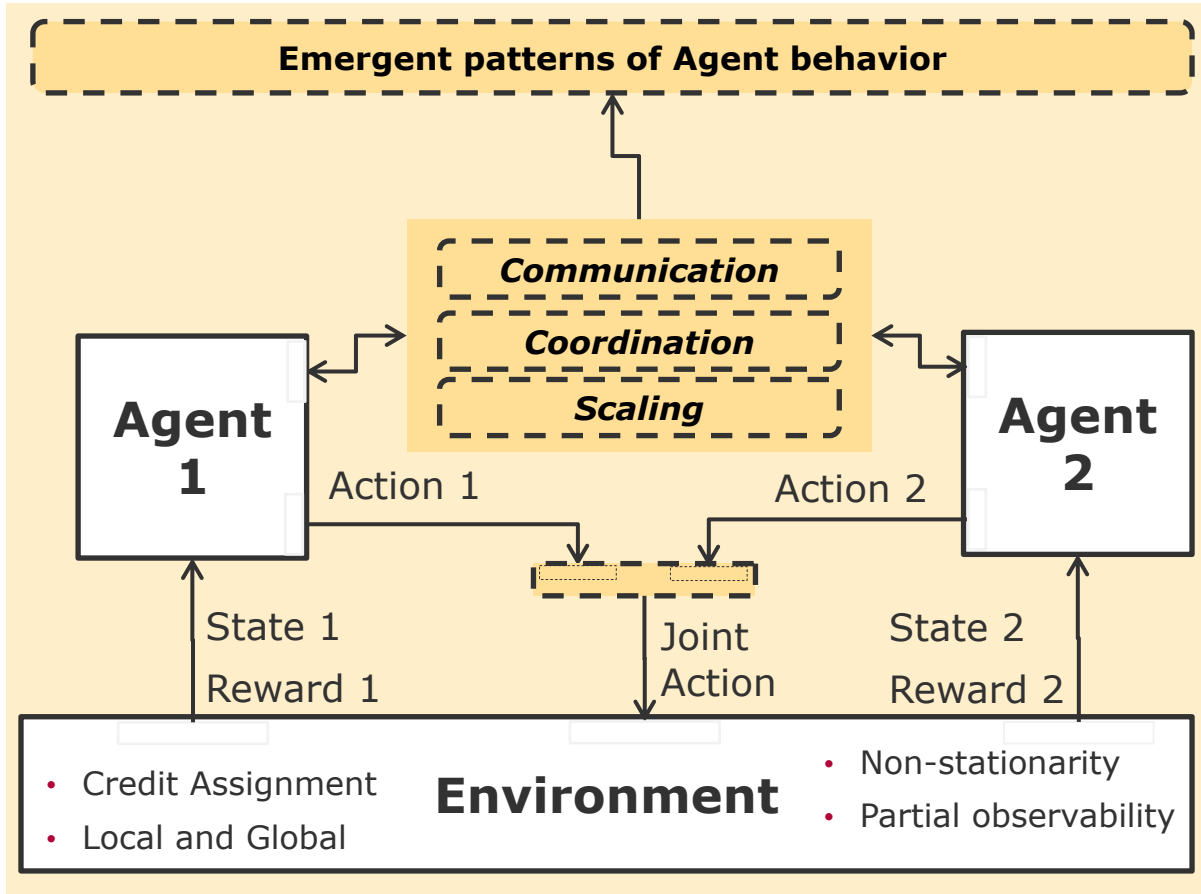 Emergent patterns of Agent behavior
Communication
Coordination
Scaling
Agent
1
Agent
2
Action 1
Action 2
State 1
Reward 1
Joint
Action
State 2
Reward 2
• Credit Assignment
• Local and Global
Environment
• Non-stationarity
• Partial observability